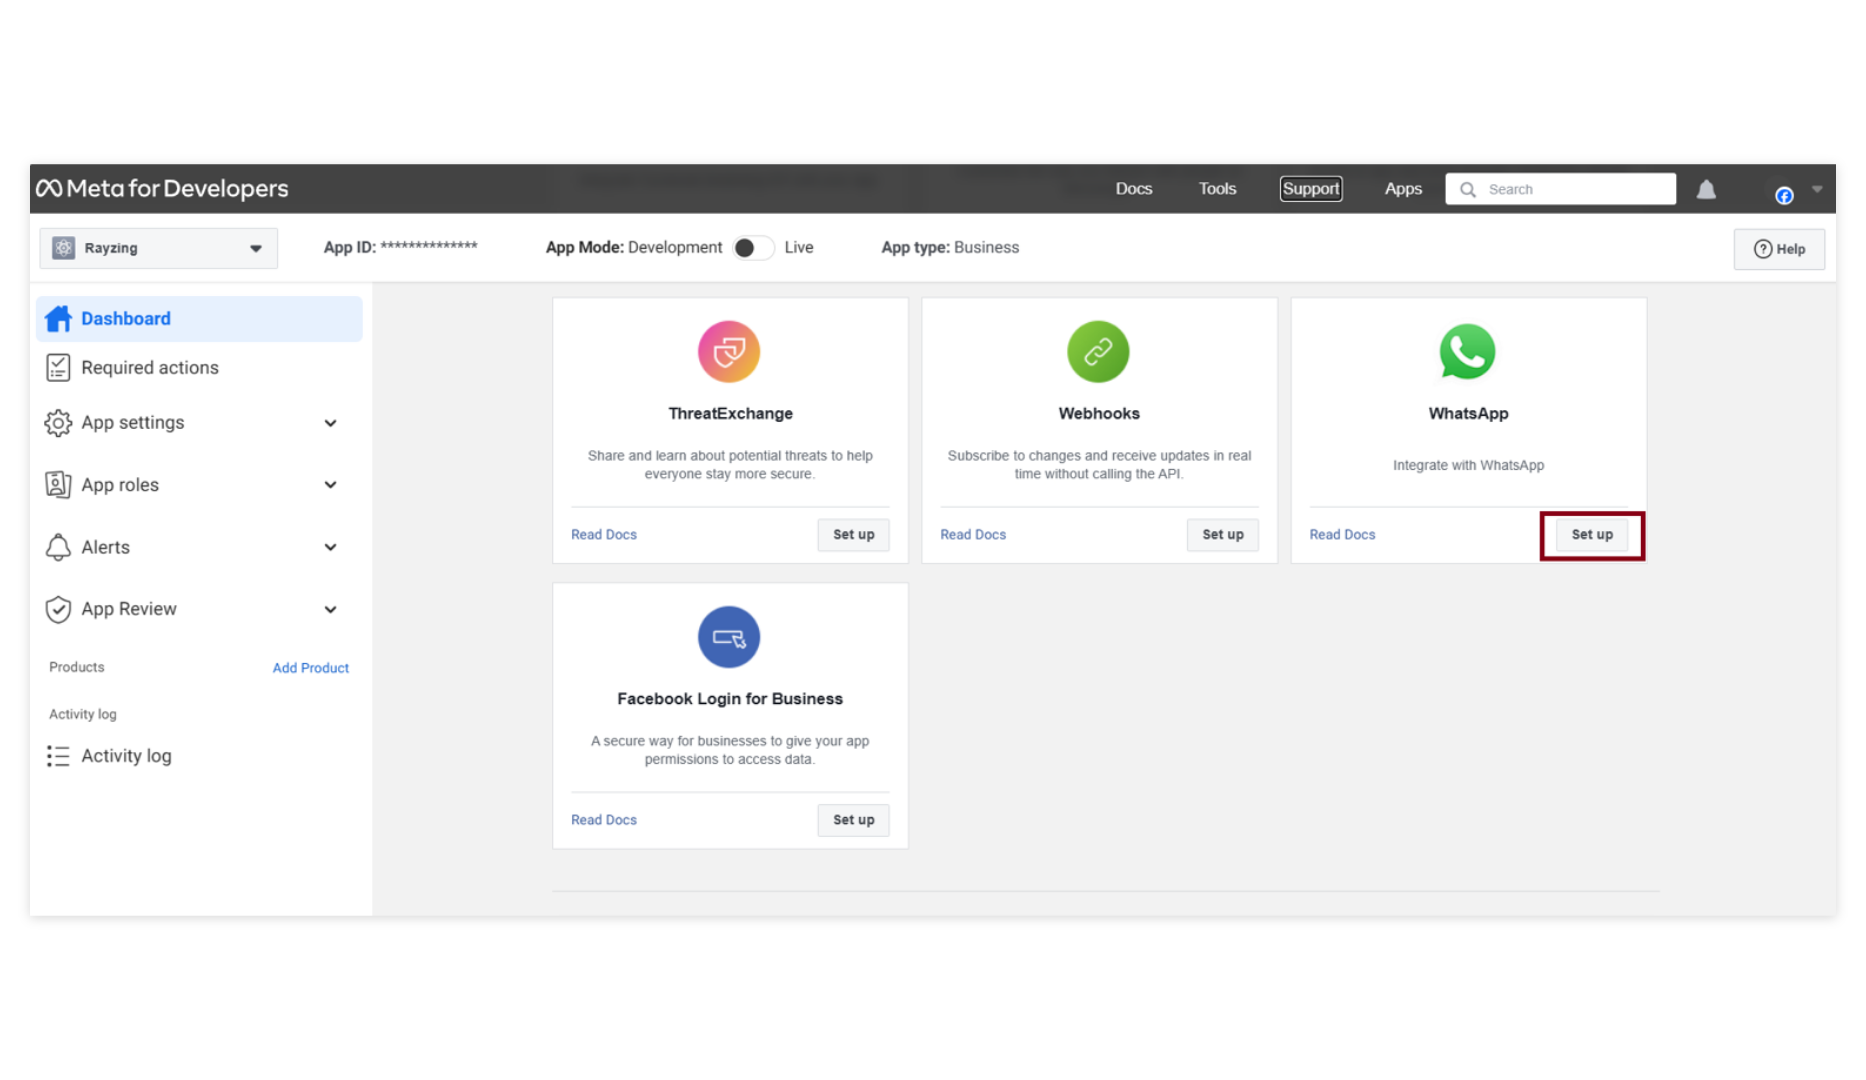 Meta for Developers
Docs
Tools
Support
Apps
Search
Rayzing
App ID: **************
App Mode: Development
Live
App type: Business
Help
Dashboard
Required actions
App settings
App roles
Alerts
App Review
Products
Add Product
Activity log
Activity log
ThreatExchange
Share and learn about potential threats to help
everyone stay more secure.
Read Docs
Set up
Webhooks
Subscribe to changes and receive updates in real
time without calling the API.
Read Docs
Set up
WhatsApp
Integrate with WhatsApp
Read Docs
Set up
Facebook Login for Business
A secure way for businesses to give your app
permissions to access data.
Read Docs
Set up